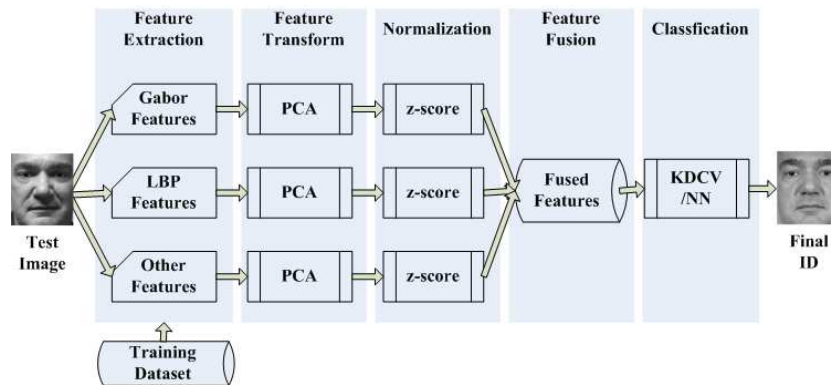 Feature
Extraction
Feature
Transform
Normalization
Feature
Fusion
Classfication
Gabor
Features
PCA
z-score
LBP
Features
PCA
z-score
Fused
Features
KDCV
/NN
Other
Features
PCA
z-score
Test
Image
Final
ID
Training
Dataset